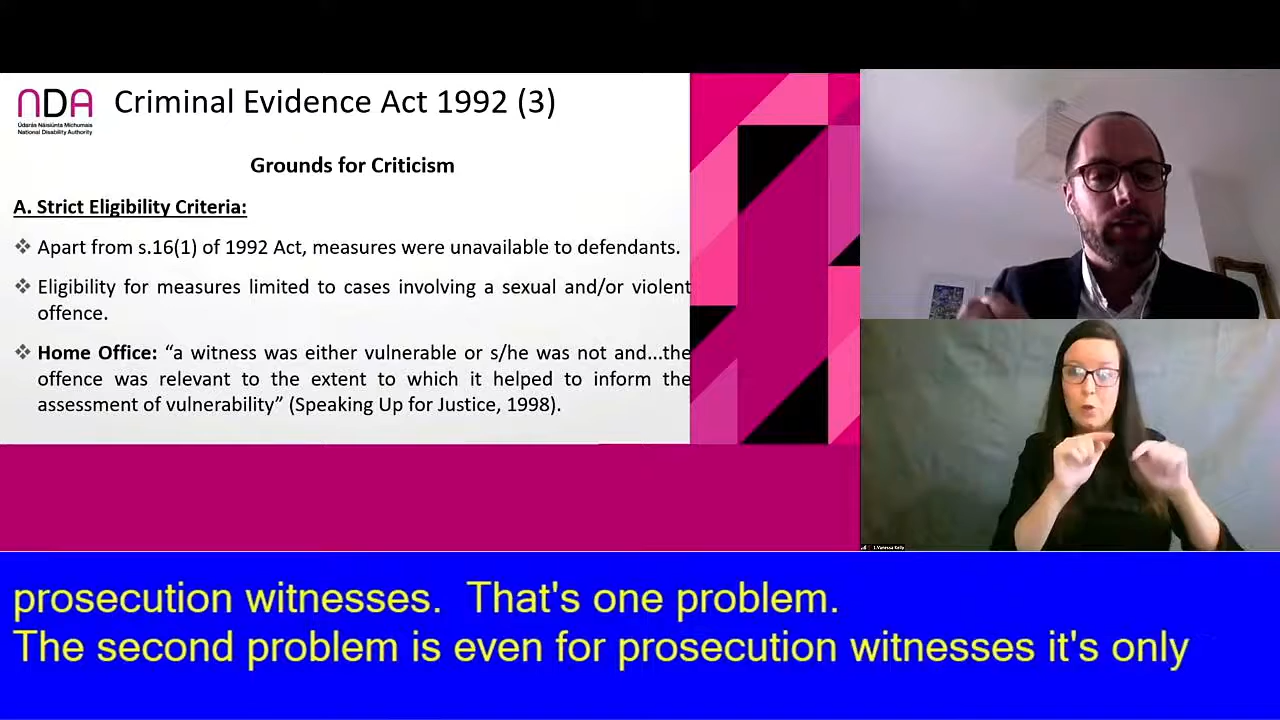 NDA
Údarás Náisiúnta Míchumais
National Disability Authority
Criminal Evidence Act 1992 (3)
Grounds for Criticism
A. Strict Eligibility Criteria:
❖ Apart from s.16(1) of 1992 Act, measures were unavailable to defendants.
❖ Eligibility for measures limited to cases involving a sexual and/or violent
offence.
❖ Home Office: “a witness was either vulnerable or s/he was not and...the
offence was relevant to the extent to which it helped to inform the
assessment of vulnerability” (Speaking Up for Justice, 1998).
Vanessa Kelly
prosecution witnesses. That's one problem.
The second problem is even for prosecution witnesses it's only